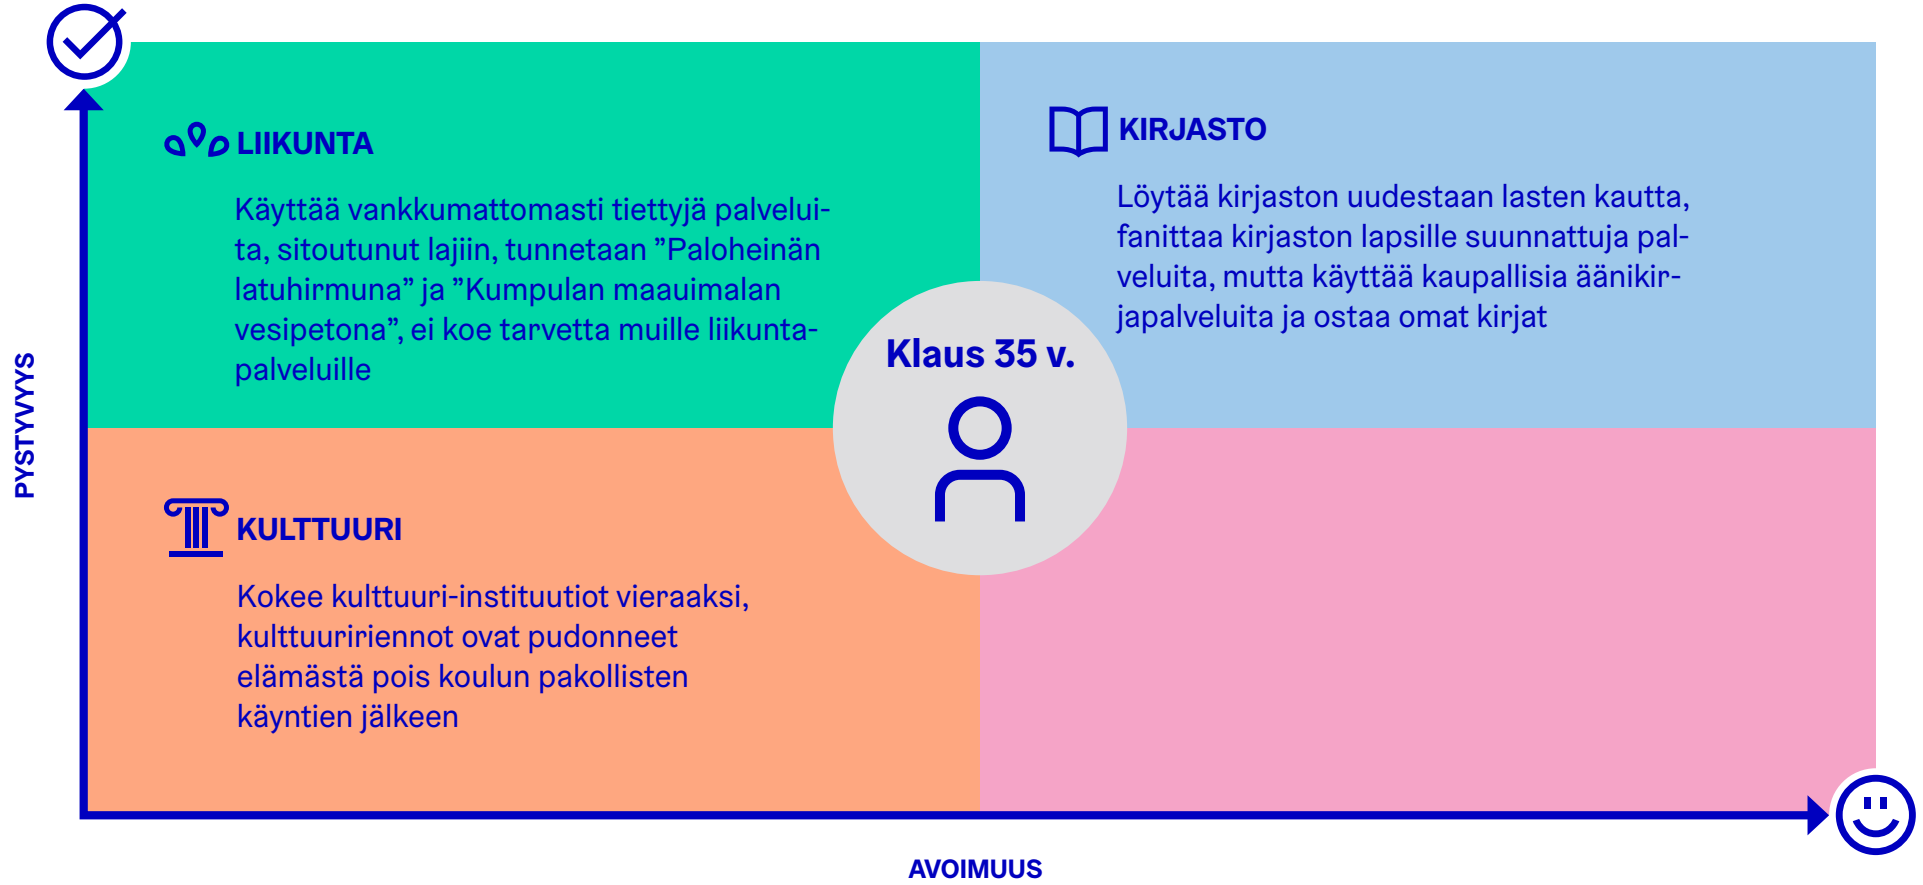 PYSTYVYYS
LIIKUNTA
Käyttää vankkumattomasti tiettyjä palvelui-
ta, sitoutunut lajiin, tunnetaan ”Paloheinän
latuhirmuna” ja ”Kumpulan maauimalan
vesipetona”, ei koe tarvetta muille liikunta-
palveluille
KIRJASTO
Löytää kirjaston uudestaan lasten kautta,
fanittaa kirjaston lapsille suunnattuja pal-
veluita, mutta käyttää kaupallisia äänikir-
japalveluita ja ostaa omat kirjat
Klaus 35 v.
KULTTUURI
Kokee kulttuuri-instituutiot vieraaksi,
kulttuuririennot ovat pudonneet
elämästä pois koulun pakollisten
käyntien jälkeen
AVOIMUUS